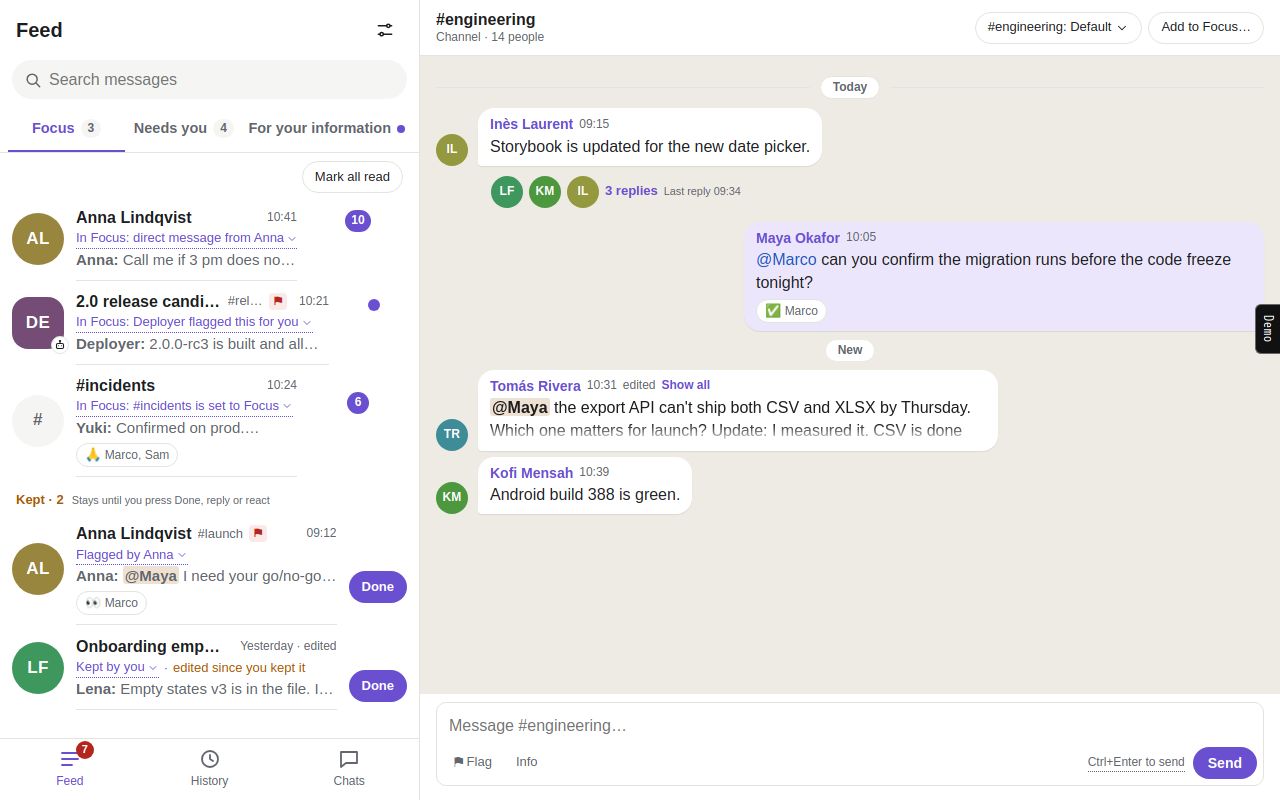 Feed
Search messages
Focus 3
Needs you 4
For your information
Mark all read
AL
Anna Lindqvist 10:41
In Focus: direct message from Anna
Anna: Call me if 3 pm does no…
10
DE
2.0 release candi… #rel… 10:21
In Focus: Deployer flagged this for you
Deployer: 2.0.0-rc3 is built and all…
#
#incidents 10:24
In Focus: #incidents is set to Focus
Yuki: Confirmed on prod.…
🙏 Marco, Sam
6
Kept · 2 Stays until you press Done, reply or react
AL
Anna Lindqvist #launch 09:12
Flagged by Anna
Anna: @Maya I need your go/no-go…
👀 Marco
Done
LF
Onboarding emp… Yesterday · edited
Kept by you · edited since you kept it
Lena: Empty states v3 is in the file. I…
Done
7
Feed
History
Chats
#engineering
Channel · 14 people
#engineering: Default
Add to Focus…
Today
IL
Inès Laurent 09:15
Storybook is updated for the new date picker.
LF KM IL 3 replies Last reply 09:34
Maya Okafor 10:05
@Marco can you confirm the migration runs before the code freeze
tonight?
✅ Marco
Demo
New
TR
Tomás Rivera 10:31 edited Show all
@Maya the export API can't ship both CSV and XLSX by Thursday.
Which one matters for launch? Update: I measured it. CSV is done
KM
Kofi Mensah 10:39
Android build 388 is green.
Message #engineering…
Flag
Info
Ctrl+Enter to send
Send